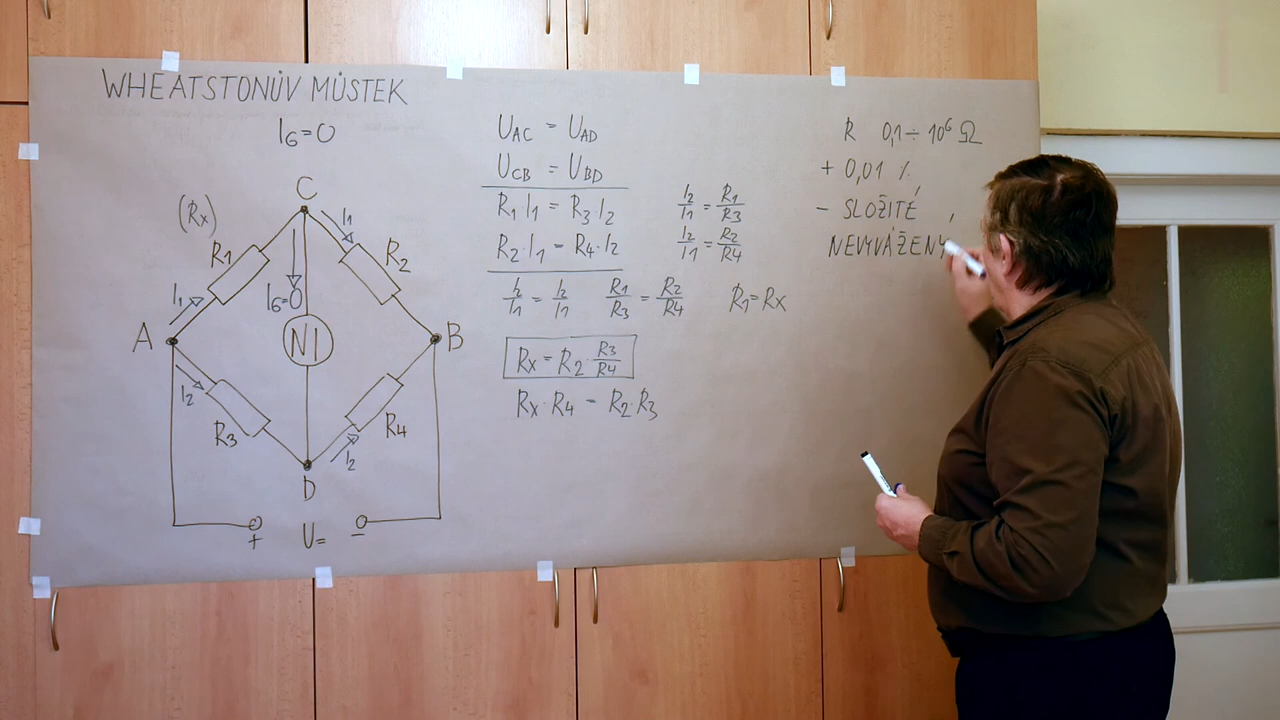 WHEATSTONŮV MŮSTEK
I_G=0
C
(Rx)
I₁
R₁
R₂
I₁
I_G=0
A
NI
B
I₂
R₃
R₄
I₂
D
+ U= −
U_AC = U_AD
U_CB = U_BD
R₁·I₁ = R₃·I₂
R₂·I₁ = R₄·I₂
I₂/I₁ = R₁/R₃
I₂/I₁ = R₂/R₄
I₂/I₁ = I₂/I₁ R₁/R₃ = R₂/R₄ R₁=Rx
Rx = R₂·R₃/R₄
Rx·R₄ = R₂·R₃
R 0,1÷10⁶ Ω
+ 0,01 %
- SLOŽITÉ ,
NEVYVÁŽENÝ